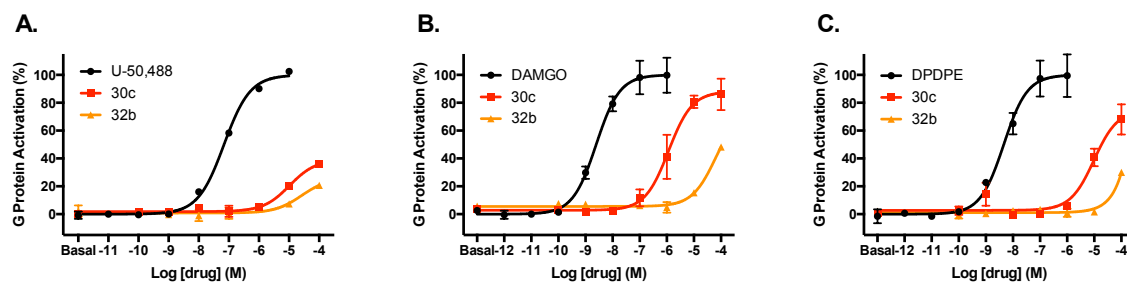 A.
G Protein Activation (%)
100
80
60
40
20
0
U-50,488
30c
32b
Basal -11 -10 -9 -8 -7 -6 -5 -4
Log [drug] (M)
B.
G Protein Activation (%)
100
80
60
40
20
0
DAMGO
30c
32b
Basal -12 -11 -10 -9 -8 -7 -6 -5 -4
Log [drug] (M)
C.
G Protein Activation (%)
100
80
60
40
20
0
DPDPE
30c
32b
Basal -12 -11 -10 -9 -8 -7 -6 -5 -4
Log [drug] (M)